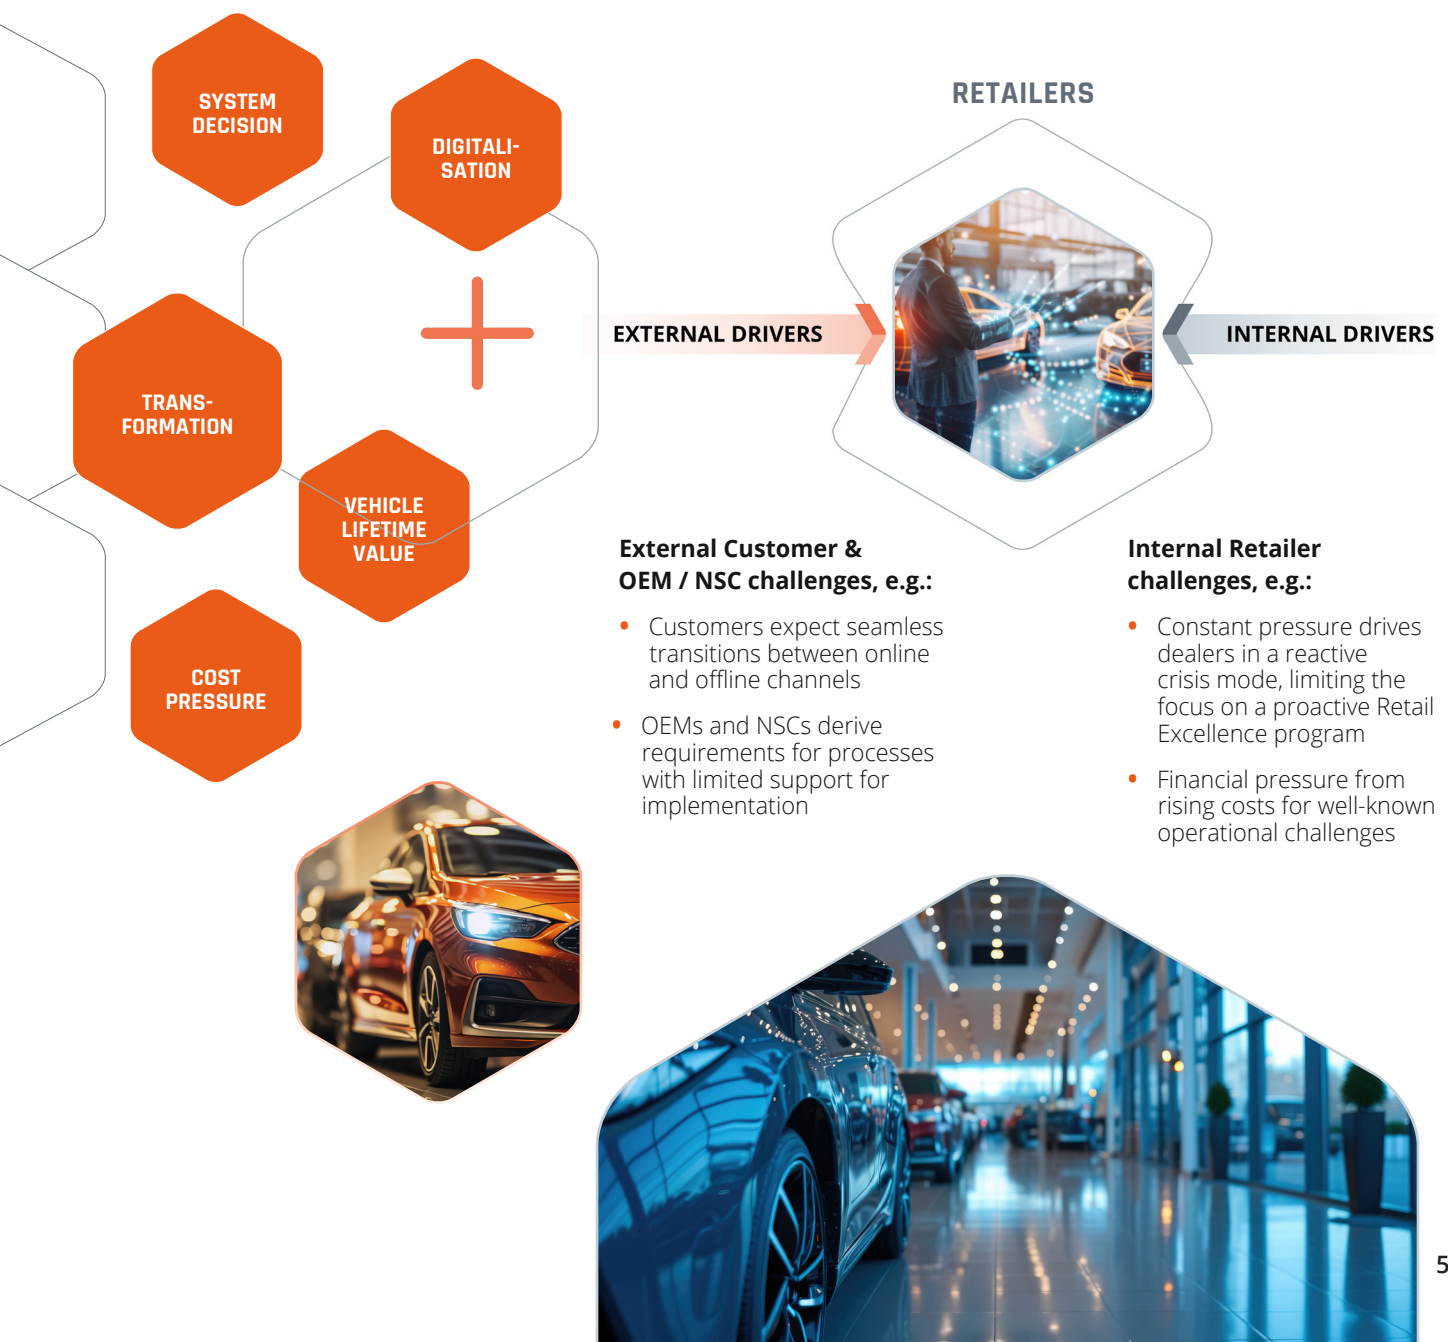 SYSTEM
DECISION
DIGITALI-
SATION
TRANS-
FORMATION
VEHICLE
LIFETIME
VALUE
COST
PRESSURE
RETAILERS
EXTERNAL DRIVERS
INTERNAL DRIVERS
External Customer &
OEM / NSC challenges, e.g.:
• Customers expect seamless
transitions between online
and offline channels
• OEMs and NSCs derive
requirements for processes
with limited support for
implementation
Internal Retailer
challenges, e.g.:
• Constant pressure drives
dealers in a reactive
crisis mode, limiting the
focus on a proactive Retail
Excellence program
• Financial pressure from
rising costs for well-known
operational challenges
5